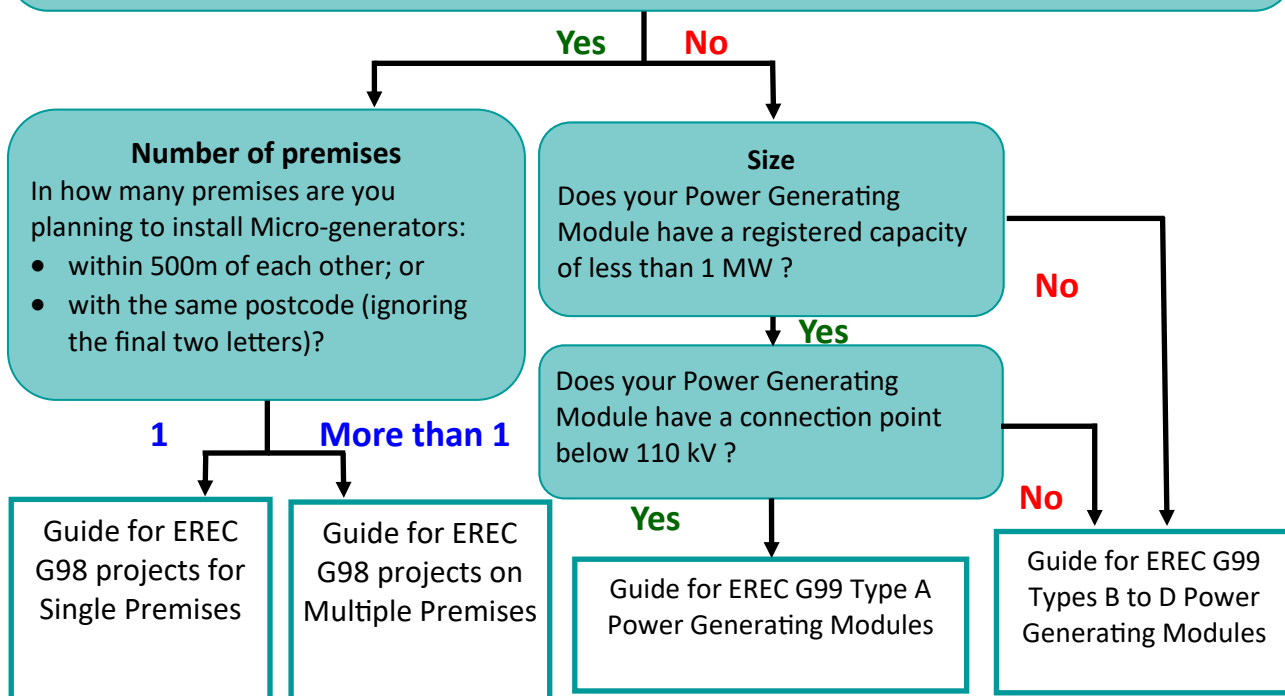 Yes
No
Number of premises
In how many premises are you
planning to install Micro-generators:
• within 500m of each other; or
• with the same postcode (ignoring
the final two letters)?
Size
Does your Power Generating
Module have a registered capacity
of less than 1 MW ?
No
Yes
Does your Power Generating
Module have a connection point
below 110 kV ?
1
More than 1
Yes
No
Guide for EREC
G98 projects for
Single Premises
Guide for EREC
G98 projects on
Multiple Premises
Guide for EREC G99 Type A
Power Generating Modules
Guide for EREC G99
Types B to D Power
Generating Modules